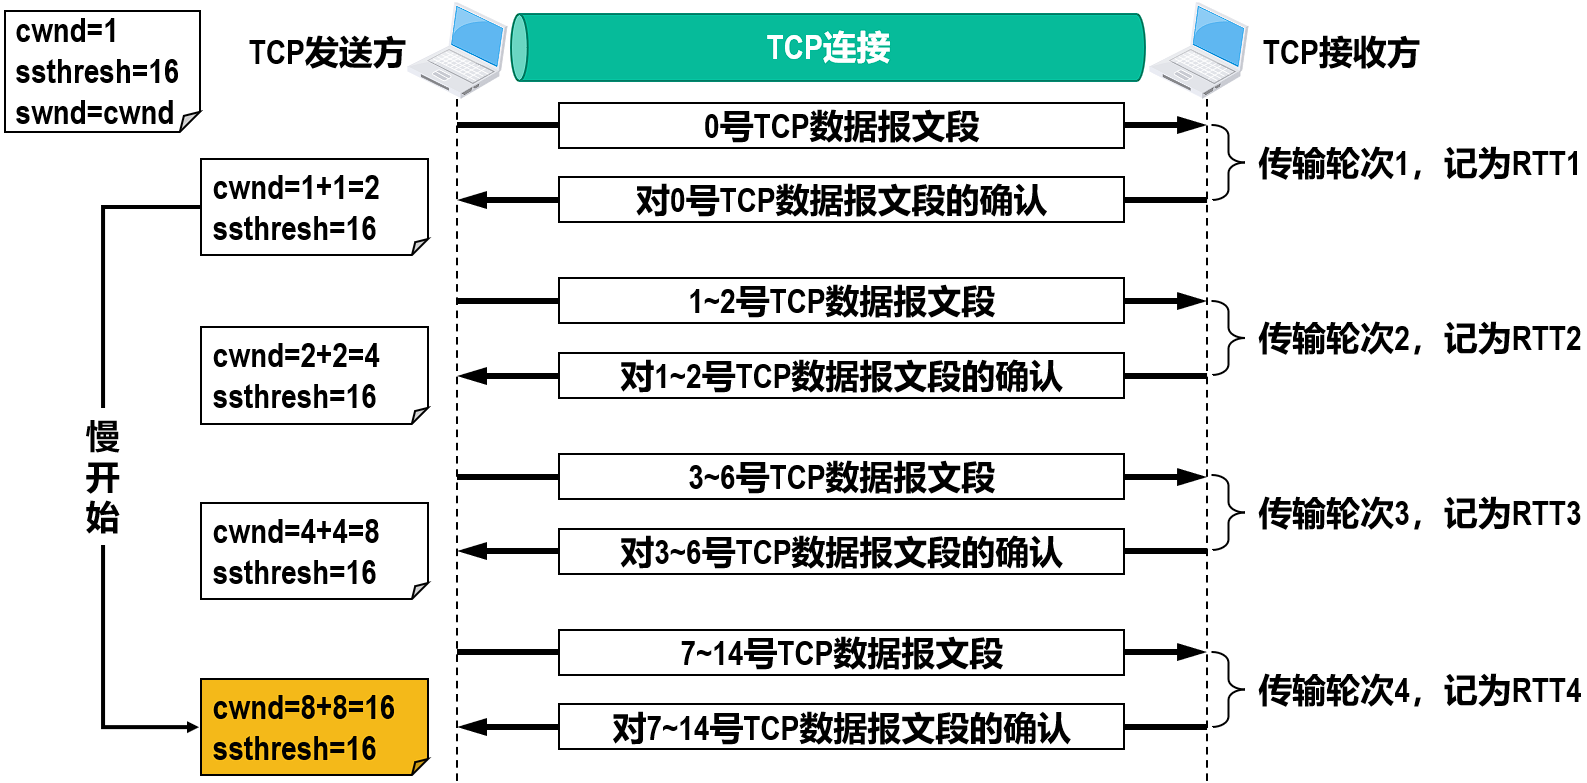 cwnd=1
ssthresh=16
swnd=cwnd
TCP发送方
TCP连接
TCP接收方
0号TCP数据报文段
传输轮次1，记为RTT1
cwnd=1+1=2
ssthresh=16
对0号TCP数据报文段的确认
1~2号TCP数据报文段
传输轮次2，记为RTT2
cwnd=2+2=4
ssthresh=16
对1~2号TCP数据报文段的确认
慢开始
3~6号TCP数据报文段
传输轮次3，记为RTT3
cwnd=4+4=8
ssthresh=16
对3~6号TCP数据报文段的确认
7~14号TCP数据报文段
传输轮次4，记为RTT4
cwnd=8+8=16
ssthresh=16
对7~14号TCP数据报文段的确认